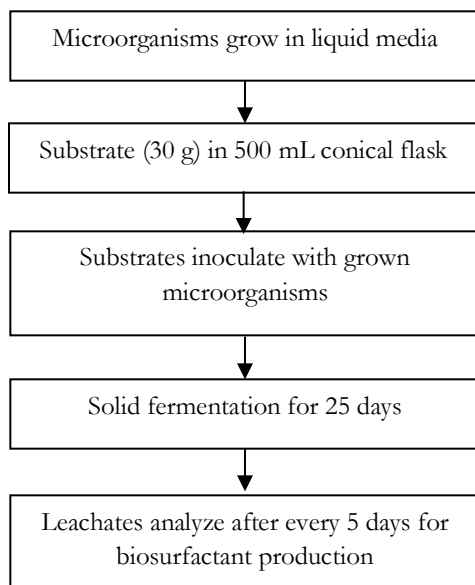 Microorganisms grow in liquid media
Substrate (30 g) in 500 mL conical flask
Substrates inoculate with grown
microorganisms
Solid fermentation for 25 days
Leachates analyze after every 5 days for
biosurfactant production